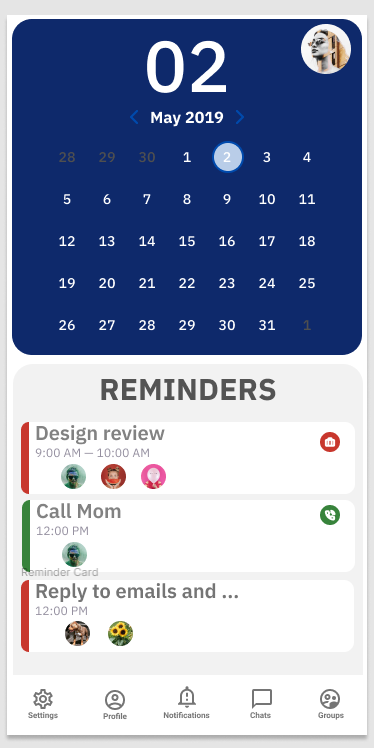 02
May 2019
28 29 30 1 2 3 4
5 6 7 8 9 10 11
12 13 14 15 16 17 18
19 20 21 22 23 24 25
26 27 28 29 30 31 1
REMINDERS
Design review
9:00 AM — 10:00 AM
Call Mom
12:00 PM
Reminder Card
Reply to emails and ...
12:00 PM
Settings Profile Notifications Chats Groups